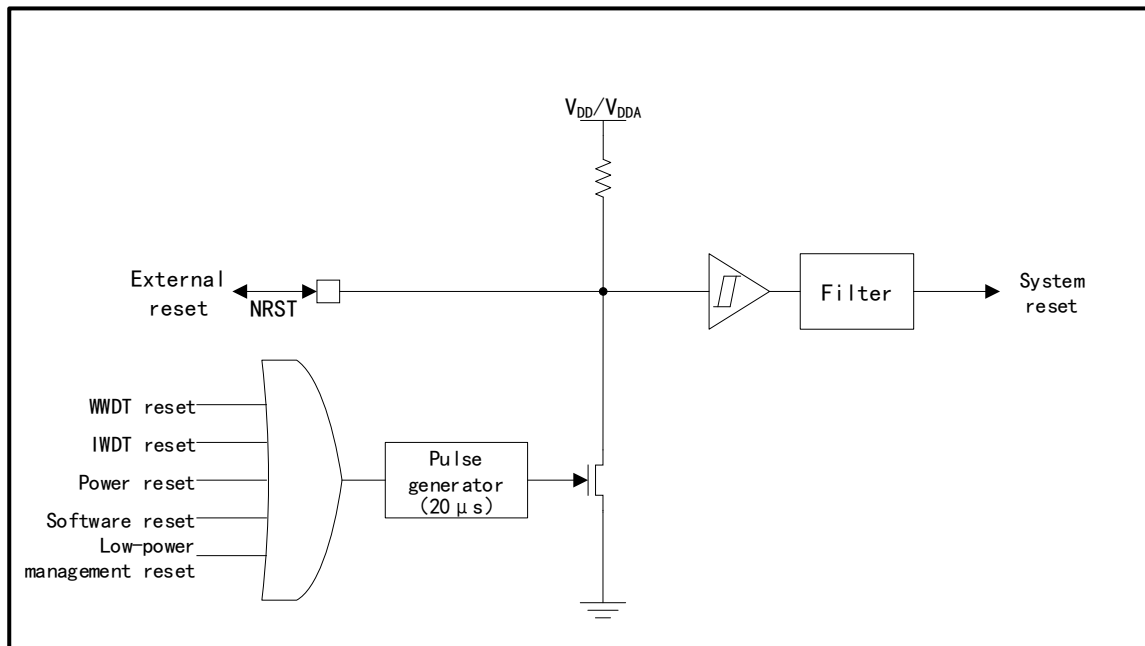 VDD/VDDA
External
reset
NRST
Filter
System
reset
WWDT reset
IWDT reset
Power reset
Software reset
Low-power
management reset
Pulse
generator
(20μs)